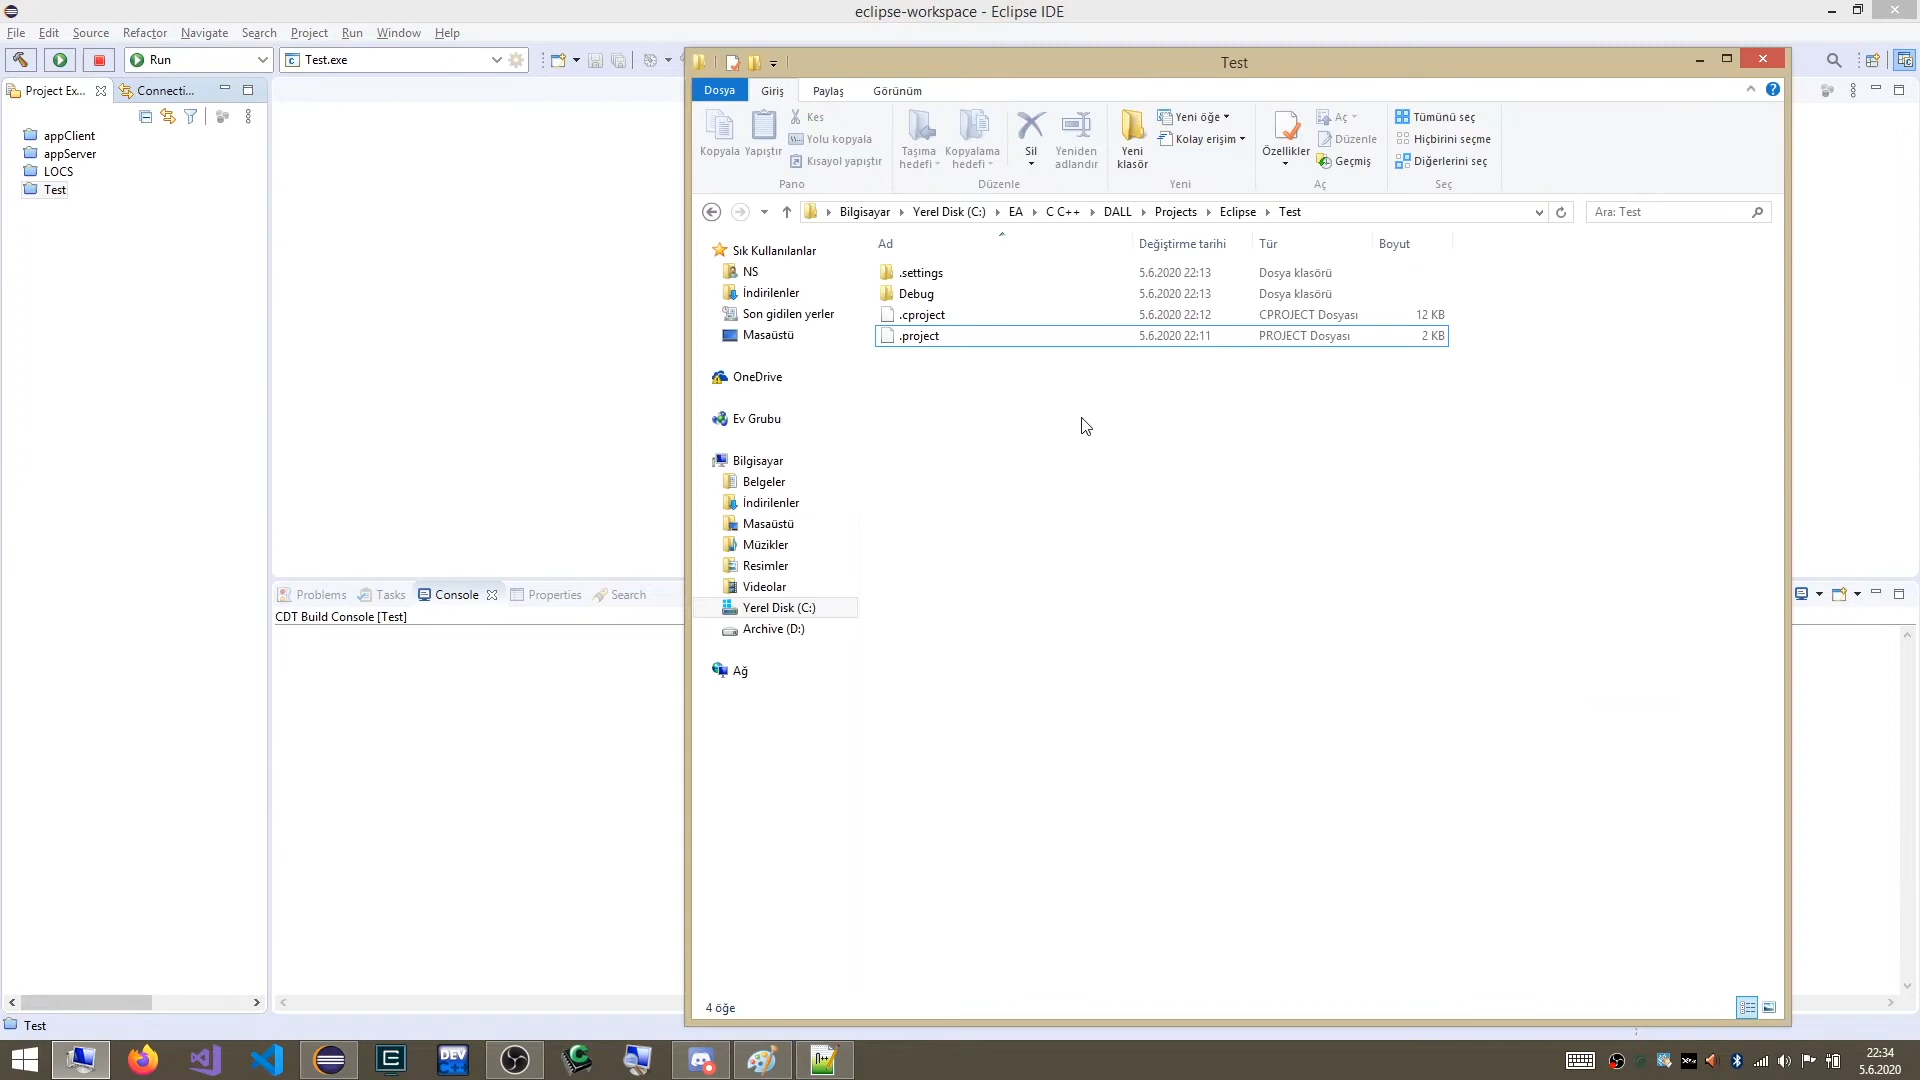 eclipse-workspace - Eclipse IDE
File Edit Source Refactor Navigate Search Project Run Window Help
Run
Test.exe
Project Ex...
Connecti...
appClient
appServer
LOCS
Test
Problems Tasks Console Properties Search
CDT Build Console [Test]
Test
Test
Dosya Giriş Paylaş Görünüm
Kopyala
Yapıştır
Kes
Yolu kopyala
Kısayol yapıştır
Pano
Taşıma hedefi
Kopyalama hedefi
Sil
Yeniden adlandır
Düzenle
Yeni klasör
Yeni öğe
Kolay erişim
Yeni
Özellikler
Aç
Düzenle
Geçmiş
Aç
Tümünü seç
Hiçbirini seçme
Diğerlerini seç
Seç
Bilgisayar Yerel Disk (C:) EA C C++ DALL Projects Eclipse Test
Ara: Test
Sık Kullanılanlar
NS
İndirilenler
Son gidilen yerler
Masaüstü
OneDrive
Ev Grubu
Bilgisayar
Belgeler
İndirilenler
Masaüstü
Müzikler
Resimler
Videolar
Yerel Disk (C:)
Archive (D:)
Ağ
Ad Değiştirme tarihi Tür Boyut
.settings 5.6.2020 22:13 Dosya klasörü
Debug 5.6.2020 22:13 Dosya klasörü
.cproject 5.6.2020 22:12 CPROJECT Dosyası 12 KB
.project 5.6.2020 22:11 PROJECT Dosyası 2 KB
4 öğe
DEV
22:34
5.6.2020